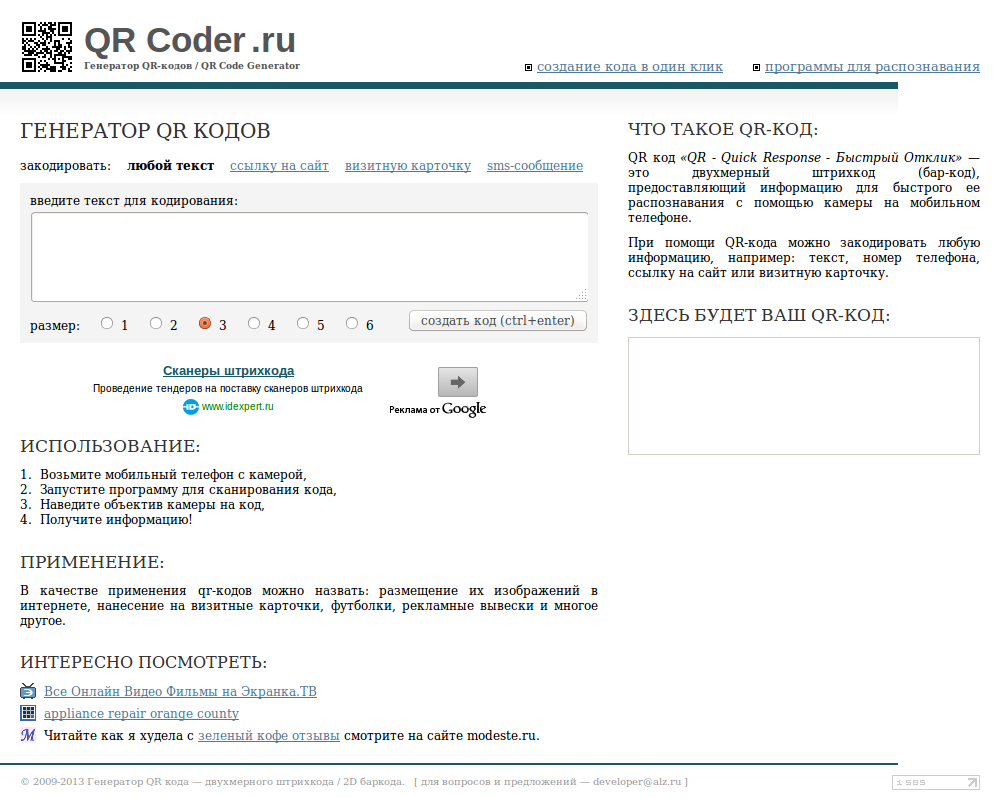 QR Coder.ru
Генератор QR-кодов / QR Code Generator
создание кода в один клик
программы для распознавания
ГЕНЕРАТОР QR КОДОВ
закодировать: любой текст ссылку на сайт визитную карточку sms-сообщение
введите текст для кодирования:
размер: 1 2 3 4 5 6 создать код (ctrl+enter)
Сканеры штрихкода
Проведение тендеров на поставку сканеров штрихкода
ID www.idexpert.ru
Реклама от Google
ИСПОЛЬЗОВАНИЕ:
1. Возьмите мобильный телефон с камерой,
2. Запустите программу для сканирования кода,
3. Наведите объектив камеры на код,
4. Получите информацию!
ПРИМЕНЕНИЕ:
В качестве применения qr-кодов можно назвать: размещение их изображений в
интернете, нанесение на визитные карточки, футболки, рекламные вывески и многое
другое.
ИНТЕРЕСНО ПОСМОТРЕТЬ:
Э Все Онлайн Видео Фильмы на Экранка.ТВ
appliance repair orange county
M Читайте как я худела с зеленый кофе отзывы смотрите на сайте modeste.ru.
ЧТО ТАКОЕ QR-КОД:
QR код «QR - Quick Response - Быстрый Отклик» —
это двухмерный штрихкод (бар-код),
предоставляющий информацию для быстрого ее
распознавания с помощью камеры на мобильном
телефоне.
При помощи QR-кода можно закодировать любую
информацию, например: текст, номер телефона,
ссылку на сайт или визитную карточку.
ЗДЕСЬ БУДЕТ ВАШ QR-КОД:
© 2009-2013 Генератор QR кода — двухмерного штрихкода / 2D баркода. [ для вопросов и предложений — developer@alz.ru ]
1585